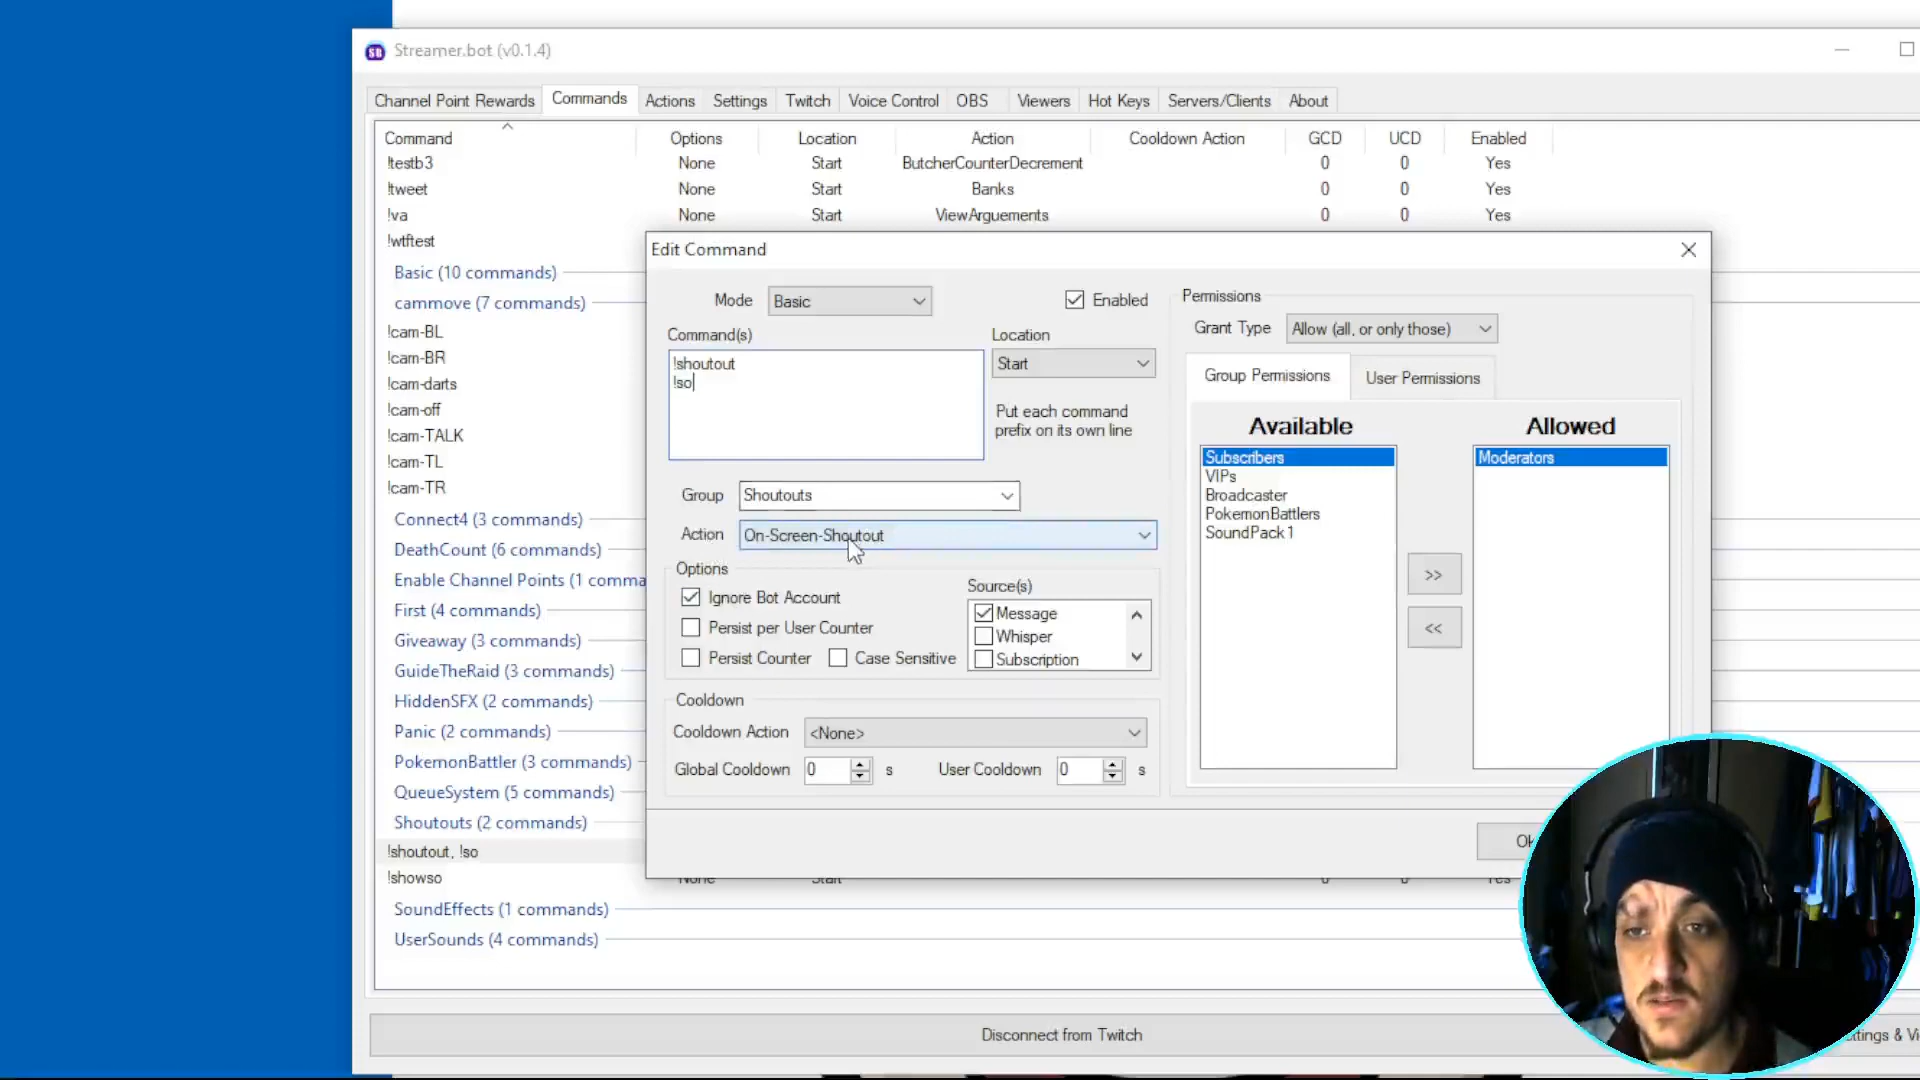 Streamer.bot (v0.1.4)
Channel Point Rewards Commands Actions Settings Twitch Voice Control OBS Viewers Hot Keys Servers/Clients About
Command Options Location Action Cooldown Action GCD UCD Enabled
!testb3 None Start ButcherCounterDecrement 0 0 Yes
!tweet None Start Banks 0 0 Yes
!va None Start ViewArguements 0 0 Yes
!wtftest
Basic (10 commands)
cammove (7 commands)
!cam-BL
!cam-BR
!cam-darts
!cam-off
!cam-TALK
!cam-TL
!cam-TR
Connect4 (3 commands)
DeathCount (6 commands)
Enable Channel Points (1 comma
First (4 commands)
Giveaway (3 commands)
GuideTheRaid (3 commands)
HiddenSFX (2 commands)
Panic (2 commands)
PokemonBattler (3 commands)
QueueSystem (5 commands)
Shoutouts (2 commands)
!shoutout, !so
!showso None Start 0 0 Yes
SoundEffects (1 commands)
UserSounds (4 commands)
Edit Command
Mode Basic Enabled
Command(s) Location
!shoutout
!so
Start
Put each command
prefix on its own line
Group Shoutouts
Action On-Screen-Shoutout
Options
Ignore Bot Account
Persist per User Counter
Persist Counter Case Sensitive
Source(s)
Message
Whisper
Subscription
Cooldown
Cooldown Action <None>
Global Cooldown 0 s User Cooldown 0 s
Permissions
Grant Type Allow (all, or only those)
Group Permissions User Permissions
Available Allowed
Subscribers
VIPs
Broadcaster
PokemonBattlers
SoundPack1
>>
<<
Moderators
Disconnect from Twitch